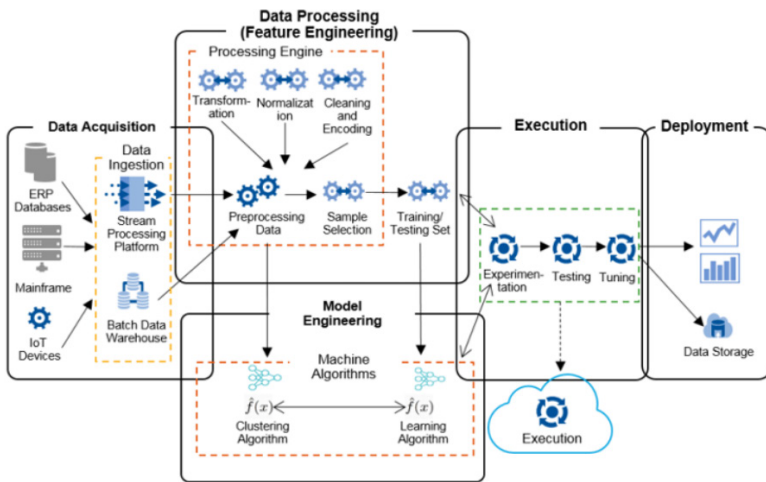 Data Processing
(Feature Engineering)
Processing Engine
Transform-
ation
Normalizat
ion
Cleaning
and
Encoding
Data Acquisition
Data
Ingestion
ERP
Databases
Stream
Processing
Platform
Mainframe
Batch Data
Warehouse
IoT
Devices
Preprocessing
Data
Sample
Selection
Training/
Testing Set
Execution
Experimen-
tation
Testing
Tuning
Deployment
Data Storage
Model
Engineering
Machine
Algorithms
f̂(x)
Clustering
Algorithm
f̂(x)
Learning
Algorithm
Execution